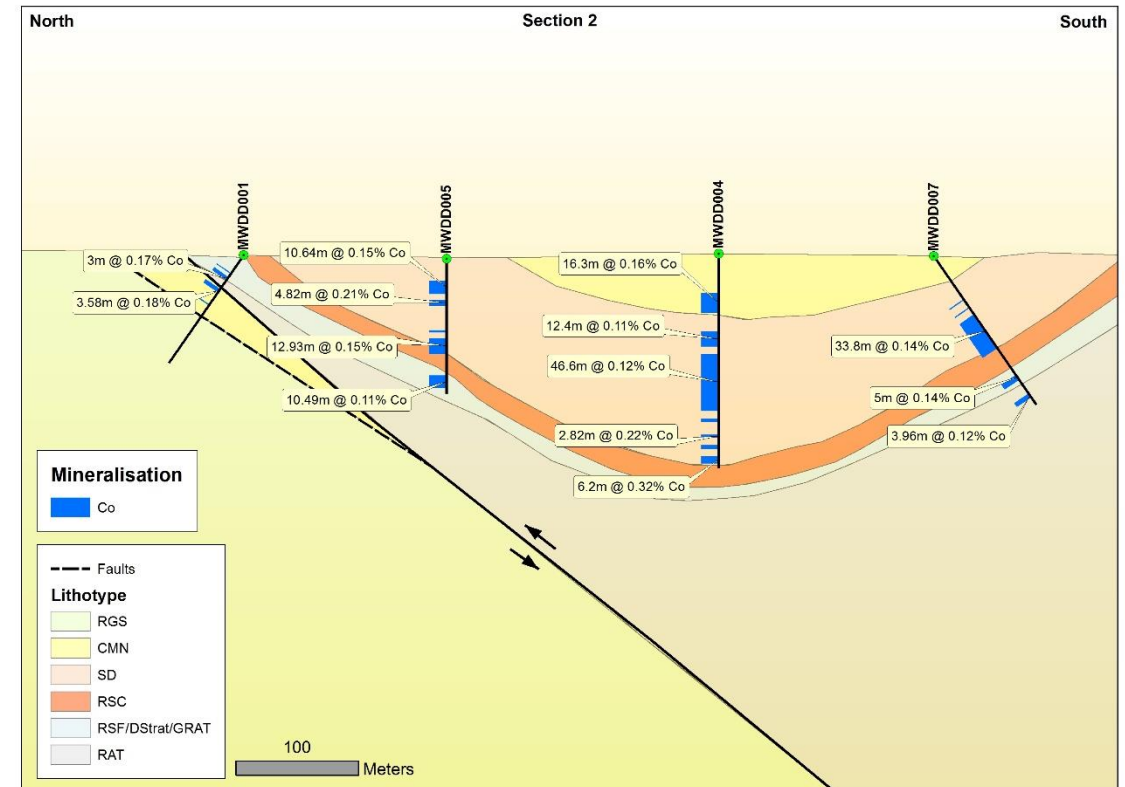 North
Section 2
South
MWDD001
MWDD005
MWDD004
MWDD007
3m @ 0.17% Co
3.58m @ 0.18% Co
10.64m @ 0.15% Co
4.82m @ 0.21% Co
12.93m @ 0.15% Co
10.49m @ 0.11% Co
16.3m @ 0.16% Co
12.4m @ 0.11% Co
46.6m @ 0.12% Co
2.82m @ 0.22% Co
6.2m @ 0.32% Co
33.8m @ 0.14% Co
5m @ 0.14% Co
3.96m @ 0.12% Co
Mineralisation
Co
Faults
Lithotype
RGS
CMN
SD
RSC
RSF/DStrat/GRAT
RAT
100
Meters